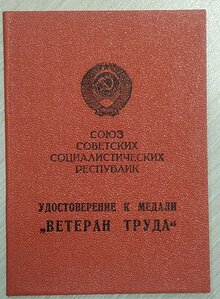 СОЮЗ
СОВЕТСКИХ
СОЦИАЛИСТИЧЕСКИХ
РЕСПУБЛИК
УДОСТОВЕРЕНИЕ К МЕДАЛИ
„ВЕТЕРАН ТРУДА“